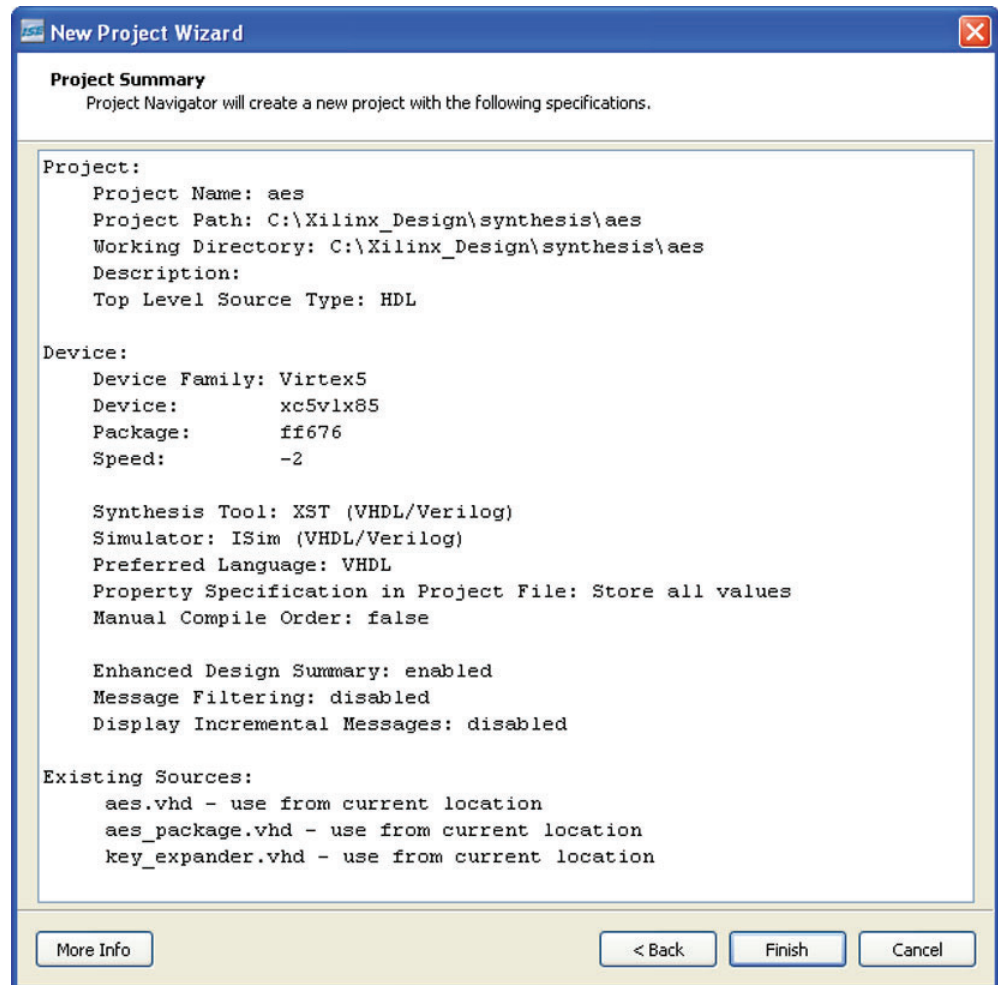 ISE New Project Wizard
Project Summary
Project Navigator will create a new project with the following specifications.
Project:
Project Name: aes
Project Path: C:\Xilinx_Design\synthesis\aes
Working Directory: C:\Xilinx_Design\synthesis\aes
Description:
Top Level Source Type: HDL
Device:
Device Family: Virtex5
Device: xc5vlx85
Package: ff676
Speed: -2
Synthesis Tool: XST (VHDL/Verilog)
Simulator: ISim (VHDL/Verilog)
Preferred Language: VHDL
Property Specification in Project File: Store all values
Manual Compile Order: false
Enhanced Design Summary: enabled
Message Filtering: disabled
Display Incremental Messages: disabled
Existing Sources:
aes.vhd - use from current location
aes_package.vhd - use from current location
key_expander.vhd - use from current location
More Info < Back Finish Cancel